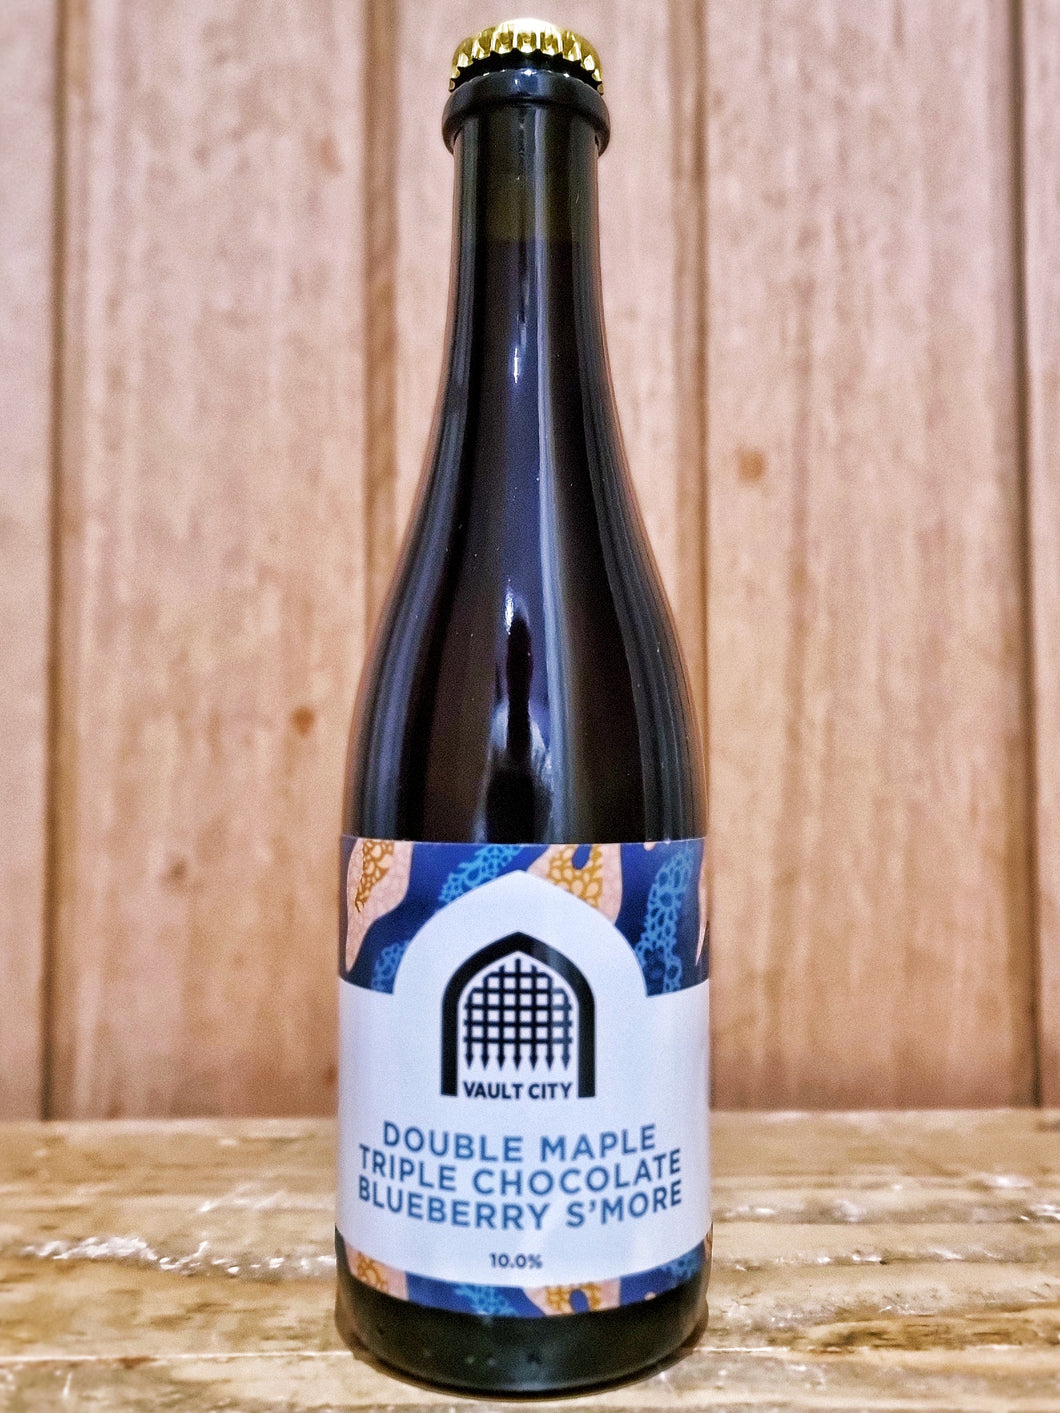 VAULT CITY
DOUBLE MAPLE
TRIPLE CHOCOLATE
BLUEBERRY S'MORE
10.0%